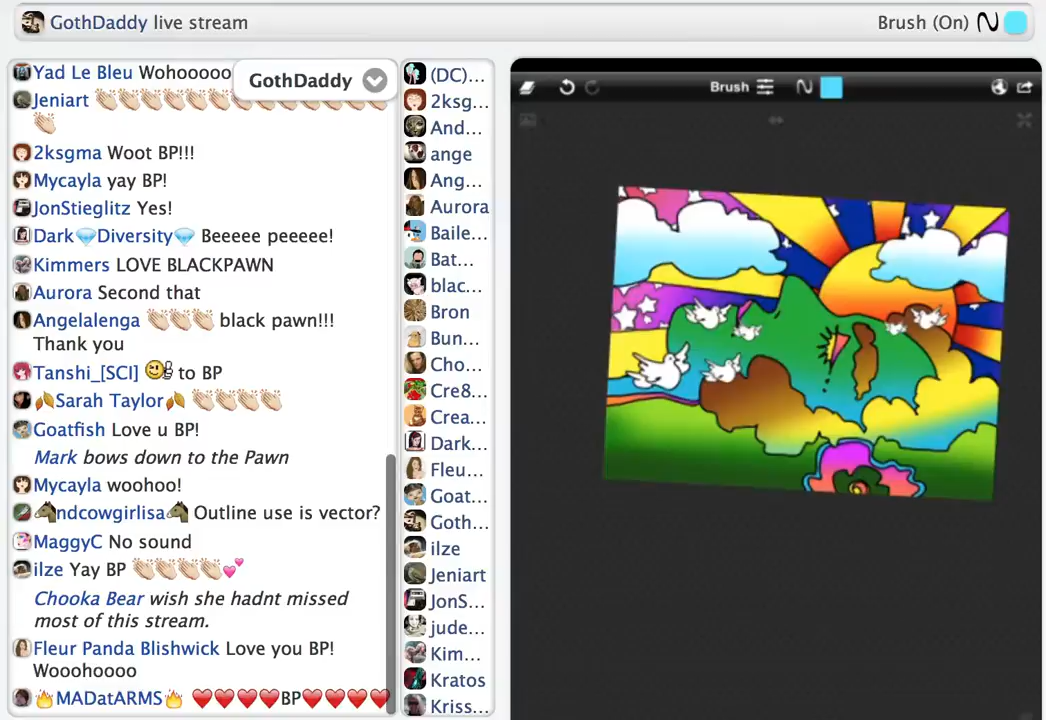 GothDaddy live stream
Brush (On)
Yad Le Bleu Wohooooo
GothDaddy
Jeniart 👏🏻👏🏻👏🏻👏🏻👏🏻👏🏻👏🏻👏🏻👏🏻👏🏻👏🏻👏🏻
👏🏻
2ksgma Woot BP!!!
Mycayla yay BP!
JonStieglitz Yes!
Dark💎Diversity💎 Beeeee peeeee!
Kimmers LOVE BLACKPAWN
Aurora Second that
Angelalenga 👏🏻👏🏻👏🏻 black pawn!!!
Thank you
Tanshi_[SCI] to BP
🍂Sarah Taylor🍂 👏🏻👏🏻👏🏻👏🏻
Goatfish Love u BP!
Mark bows down to the Pawn
Mycayla woohoo!
🐴ndcowgirlisa🐴 Outline use is vector?
MaggyC No sound
ilze Yay BP 👏🏻👏🏻👏🏻👏🏻💕
Chooka Bear wish she hadnt missed
most of this stream.
Fleur Panda Blishwick Love you BP!
Wooohoooo
🔥MADatARMS🔥 ❤️❤️❤️❤️BP❤️❤️❤️❤️
(DC)...
2ksg...
And...
ange
Ang...
Aurora
Baile...
Bat...
blac...
Bron
Bun...
Cho...
Cre8...
Crea...
Dark...
Fleu...
Goat...
Goth...
ilze
Jeniart
JonS...
jude...
Kim...
Kratos
Kriss...
Brush